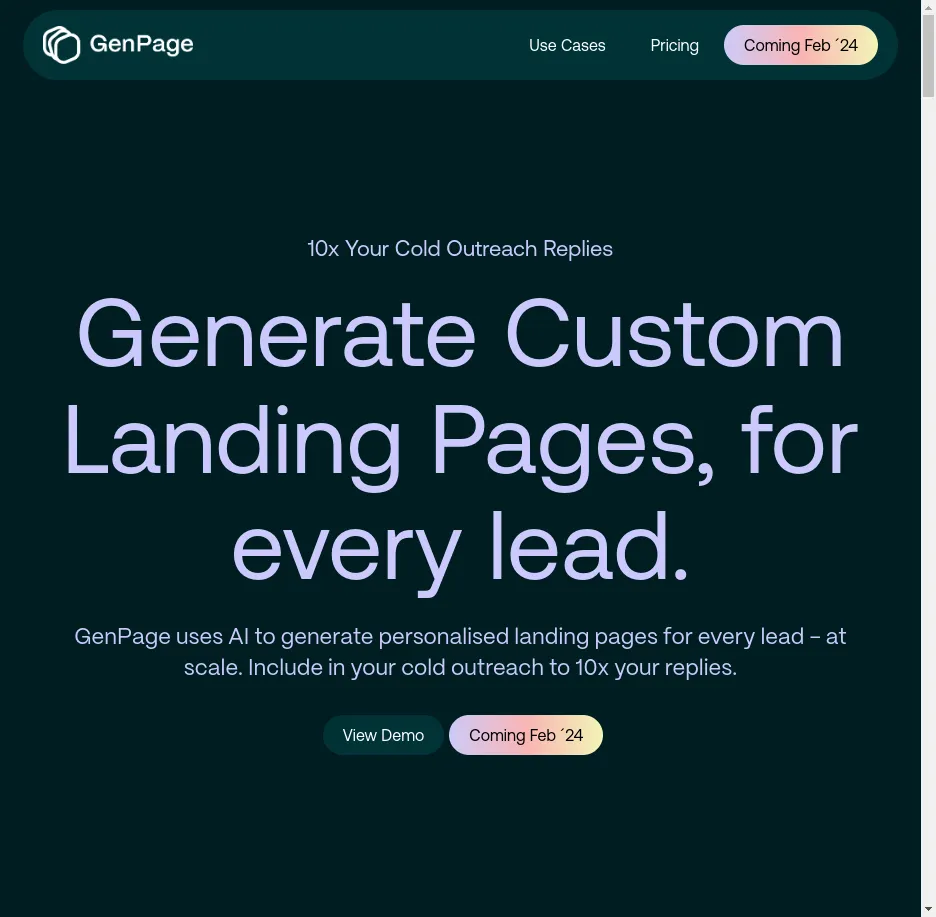 GenPage
Use Cases
Pricing
Coming Feb ´24
10x Your Cold Outreach Replies
Generate Custom
Landing Pages, for
every lead.
GenPage uses AI to generate personalised landing pages for every lead – at
scale. Include in your cold outreach to 10x your replies.
View Demo
Coming Feb ´24